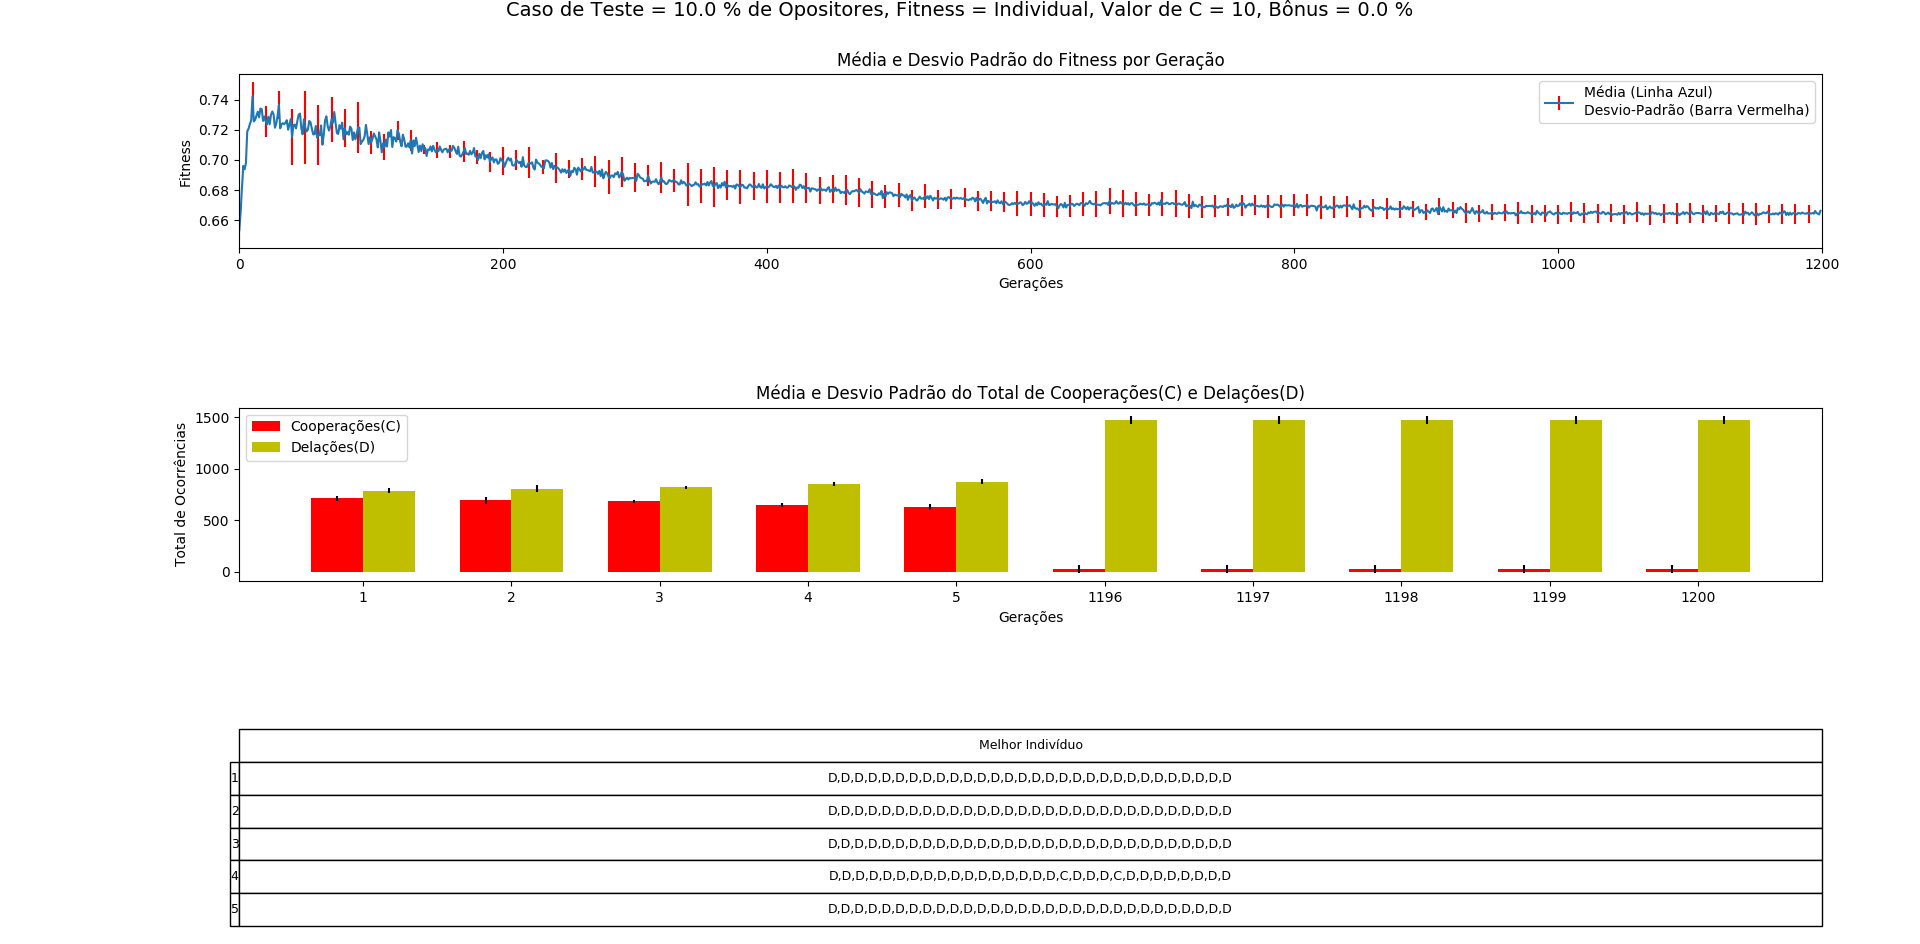 Caso de Teste = 10.0 % de Opositores, Fitness = Individual, Valor de C = 10, Bônus = 0.0 %
Média e Desvio Padrão do Fitness por Geração
Média (Linha Azul)
Desvio-Padrão (Barra Vermelha)
Fitness
0.74
0.72
0.70
0.68
0.66
0 200 400 600 800 1000 1200
Gerações
Média e Desvio Padrão do Total de Cooperações(C) e Delações(D)
Cooperações(C)
Delações(D)
Total de Ocorrências
1500
1000
500
0
1 2 3 4 5 1196 1197 1198 1199 1200
Gerações
Melhor Indivíduo
1 D,D,D,D,D,D,D,D,D,D,D,D,D,D,D,D,D,D,D,D,D,D,D,D,D,D,D,D,D,D
2 D,D,D,D,D,D,D,D,D,D,D,D,D,D,D,D,D,D,D,D,D,D,D,D,D,D,D,D,D,D
3 D,D,D,D,D,D,D,D,D,D,D,D,D,D,D,D,D,D,D,D,D,D,D,D,D,D,D,D,D,D
4 D,D,D,D,D,D,D,D,D,D,D,D,D,D,D,D,D,C,D,D,D,C,D,D,D,D,D,D,D,D
5 D,D,D,D,D,D,D,D,D,D,D,D,D,D,D,D,D,D,D,D,D,D,D,D,D,D,D,D,D,D